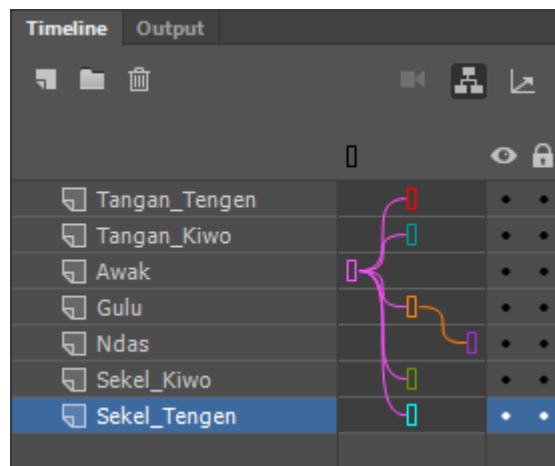 Timeline Output
Tangan_Tengen
Tangan_Kiwo
Awak
Gulu
Ndas
Sekel_Kiwo
Sekel_Tengen